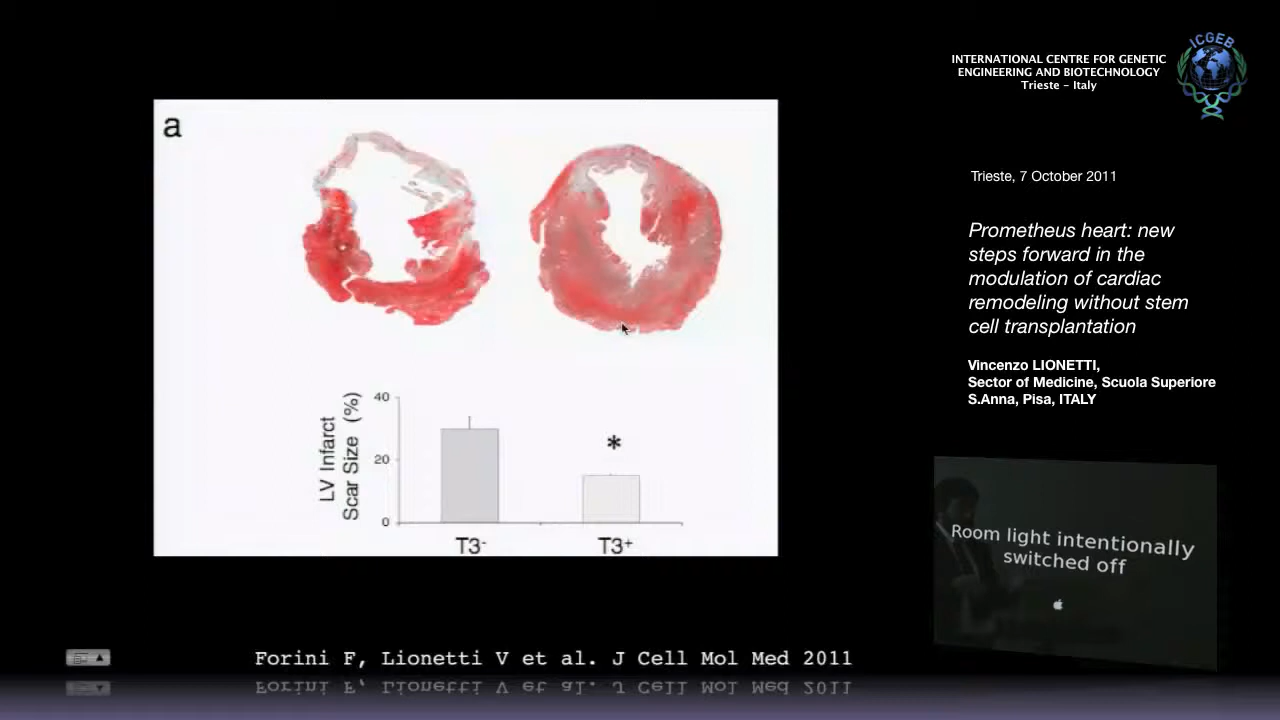 a
40
20
0
LV Infarct
Scar Size (%)
*
T3-
T3+
Forini F, Lionetti V et al. J Cell Mol Med 2011
INTERNATIONAL CENTRE FOR GENETIC
ENGINEERING AND BIOTECHNOLOGY
Trieste – Italy
ICGEB
Trieste, 7 October 2011
Prometheus heart: new
steps forward in the
modulation of cardiac
remodeling without stem
cell transplantation
Vincenzo LIONETTI,
Sector of Medicine, Scuola Superiore
S.Anna, Pisa, ITALY
Room light intentionally
switched off